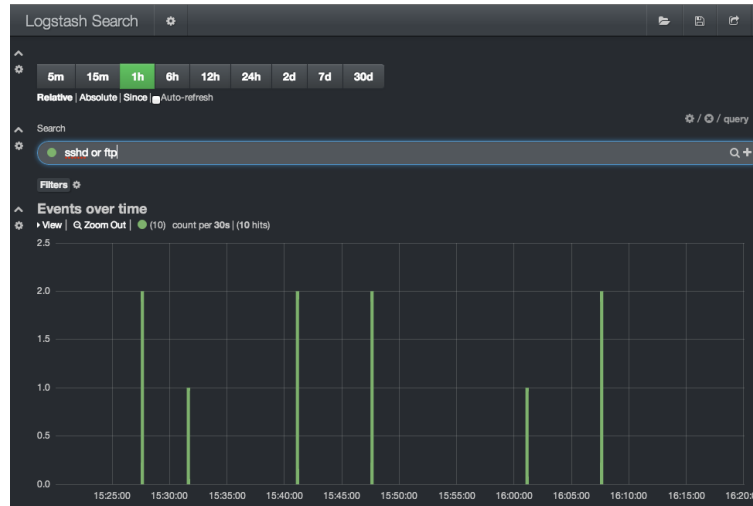 Logstash Search
5m 15m 1h 6h 12h 24h 2d 7d 30d
Relative | Absolute | Since | Auto-refresh
/ / query
Search
sshd or ftp
Filters
Events over time
View | Zoom Out | (10) count per 30s | (10 hits)
2.5
2.0
1.5
1.0
0.5
0.0
15:25:00 15:30:00 15:35:00 15:40:00 15:45:00 15:50:00 15:55:00 16:00:00 16:05:00 16:10:00 16:15:00 16:20: